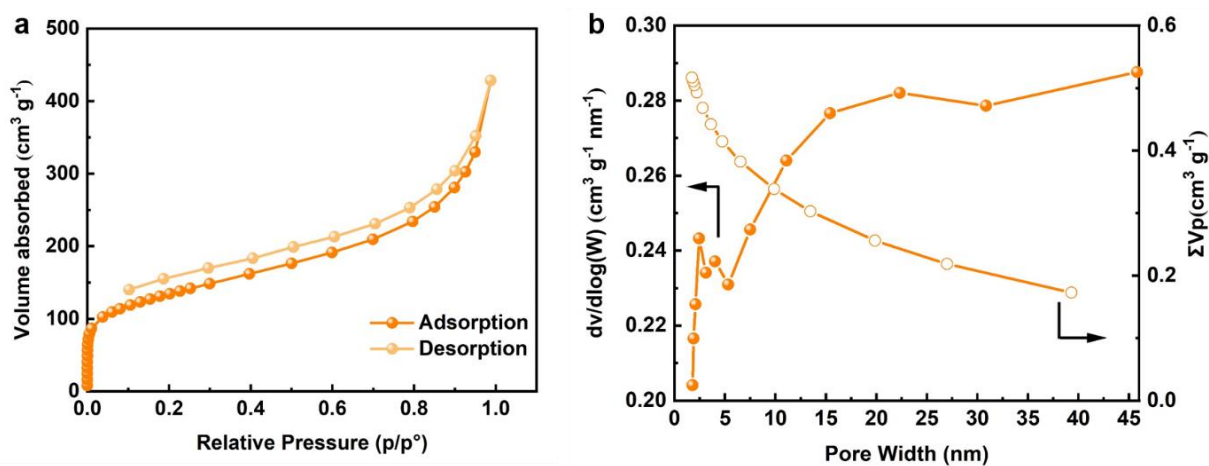 a
500
400
300
200
100
0
Volume absorbed (cm³ g⁻¹)
Adsorption
Desorption
0.0 0.2 0.4 0.6 0.8 1.0
Relative Pressure (p/p°)
b
0.30
0.28
0.26
0.24
0.22
0.20
dv/dlog(W) (cm³ g⁻¹ nm⁻¹)
0.6
0.4
0.2
0.0
ΣVp(cm³ g⁻¹)
0 5 10 15 20 25 30 35 40 45
Pore Width (nm)